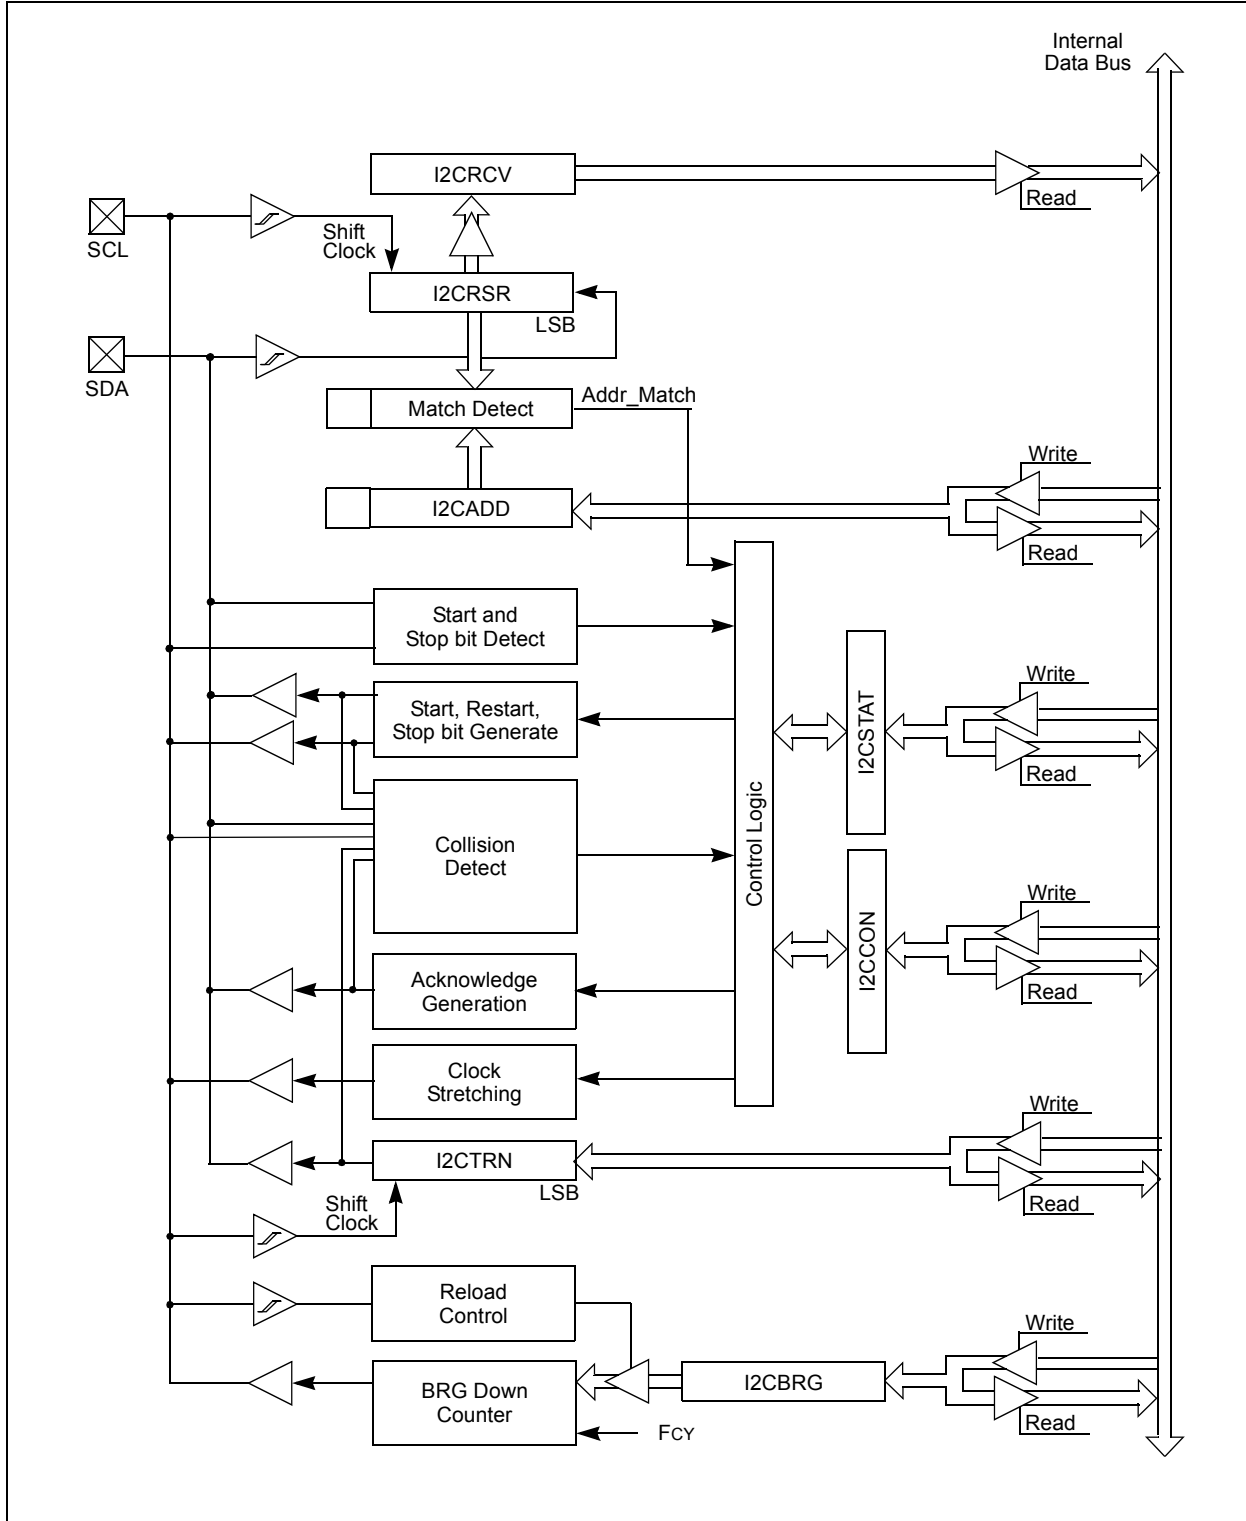 Internal
Data Bus
I2CRCV
Read
SCL
Shift
Clock
I2CRSR
LSB
SDA
Match Detect
Addr_Match
Write
I2CADD
Read
Start and
Stop bit Detect
Start, Restart,
Stop bit Generate
Write
I2CSTAT
Read
Collision
Detect
Control Logic
Write
I2CCON
Read
Acknowledge
Generation
Clock
Stretching
Write
I2CTRN
LSB
Read
Shift
Clock
Reload
Control
Write
I2CBRG
BRG Down
Counter
Read
FCY